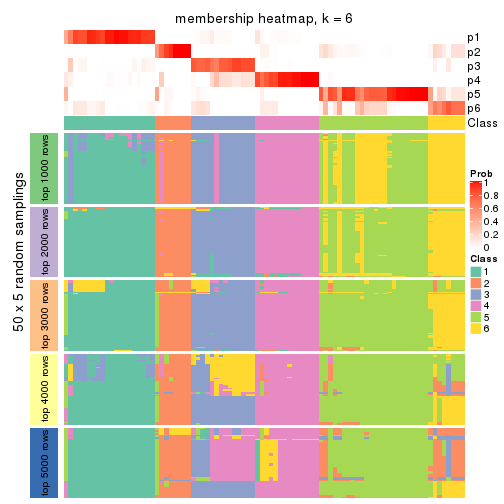 membership heatmap, k = 6
p1
p2
p3
p4
p5
p6
Class
50 x 5 random samplings
top 1000 rows
top 2000 rows
top 3000 rows
top 4000 rows
top 5000 rows
Prob
1
0.8
0.6
0.4
0.2
0
Class
1
2
3
4
5
6